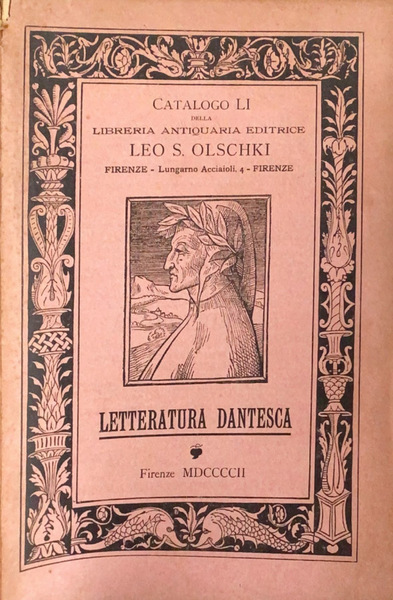 CATALOGO LI
DELLA
LIBRERIA ANTIQUARIA EDITRICE
LEO S. OLSCHKI
FIRENZE - Lungarno Acciaioli, 4 - FIRENZE
LETTERATURA DANTESCA
Firenze MDCCCCII